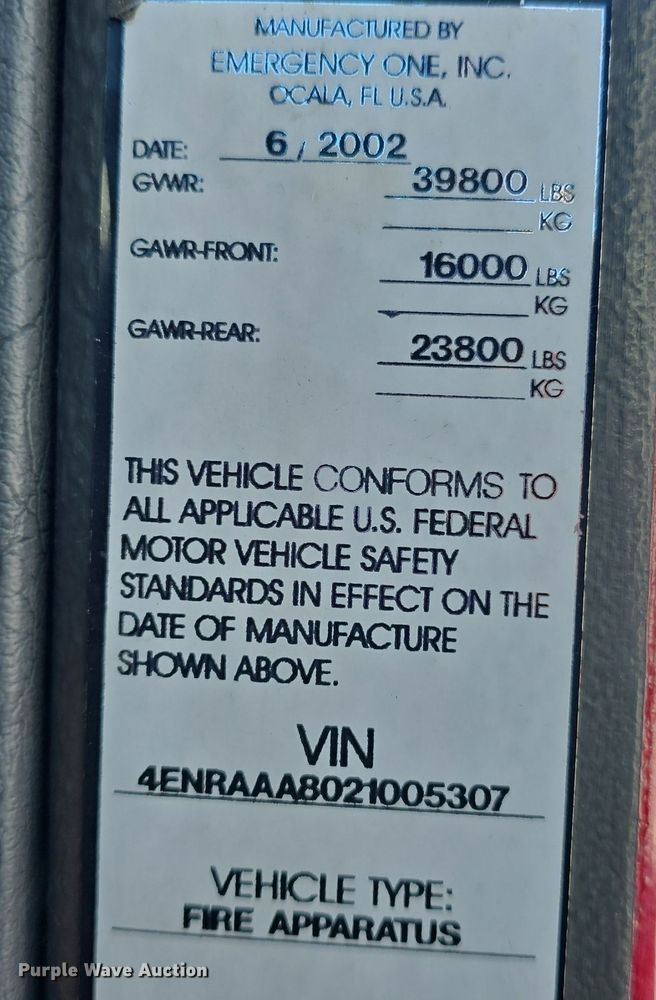 MANUFACTURED BY
EMERGENCY ONE, INC.
OCALA, FL U.S.A.
DATE: 6 / 2002
GVWR: 39800 LBS
KG
GAWR-FRONT: 16000 LBS
KG
GAWR-REAR: 23800 LBS
KG
THIS VEHICLE CONFORMS TO
ALL APPLICABLE U.S. FEDERAL
MOTOR VEHICLE SAFETY
STANDARDS IN EFFECT ON THE
DATE OF MANUFACTURE
SHOWN ABOVE.
VIN
4ENRAAA8021005307
VEHICLE TYPE:
FIRE APPARATUS
Purple Wave Auction